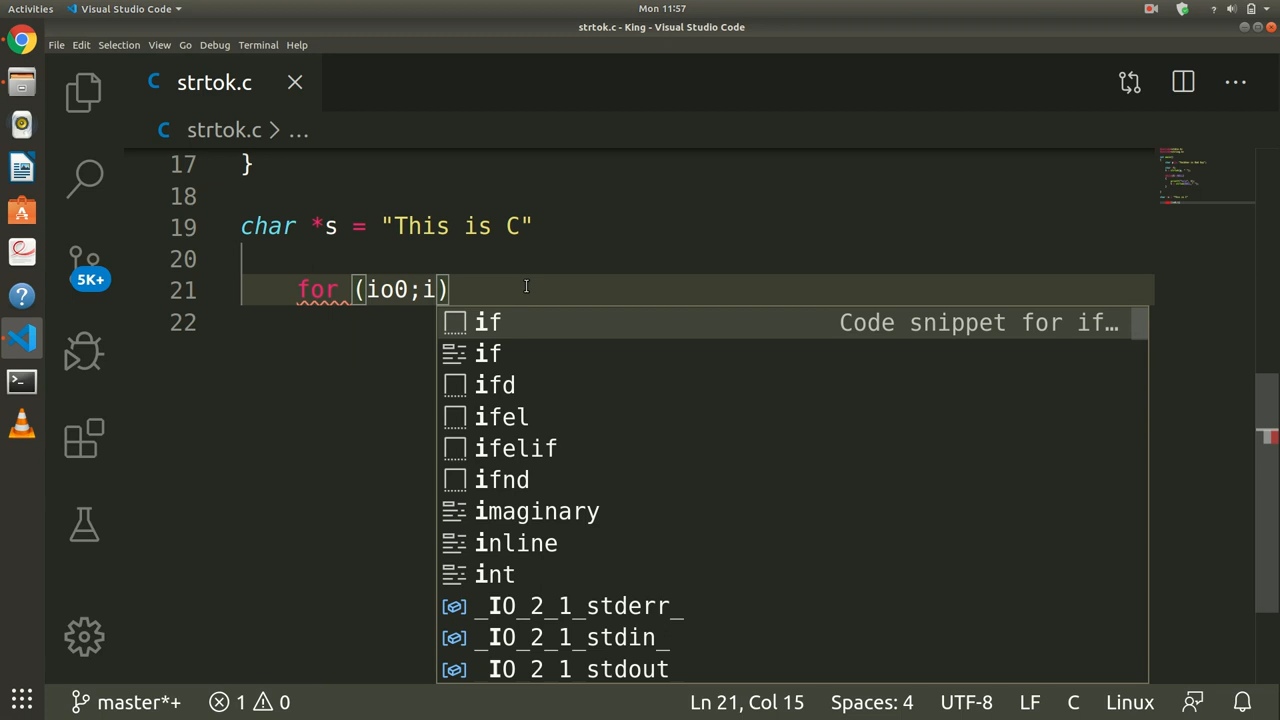 Activities Visual Studio Code Mon 11:57
strtok.c - King - Visual Studio Code
File Edit Selection View Go Debug Terminal Help
strtok.c
strtok.c > ...
17 }
18
19 char *s = "This is C"
20
21 for (io0;i)
22
if Code snippet for if…
if
ifd
ifel
ifelif
ifnd
imaginary
inline
int
_IO_2_1_stderr_
_IO_2_1_stdin_
_IO_2_1_stdout
5K+
master*+ 1 0 Ln 21, Col 15 Spaces: 4 UTF-8 LF C Linux